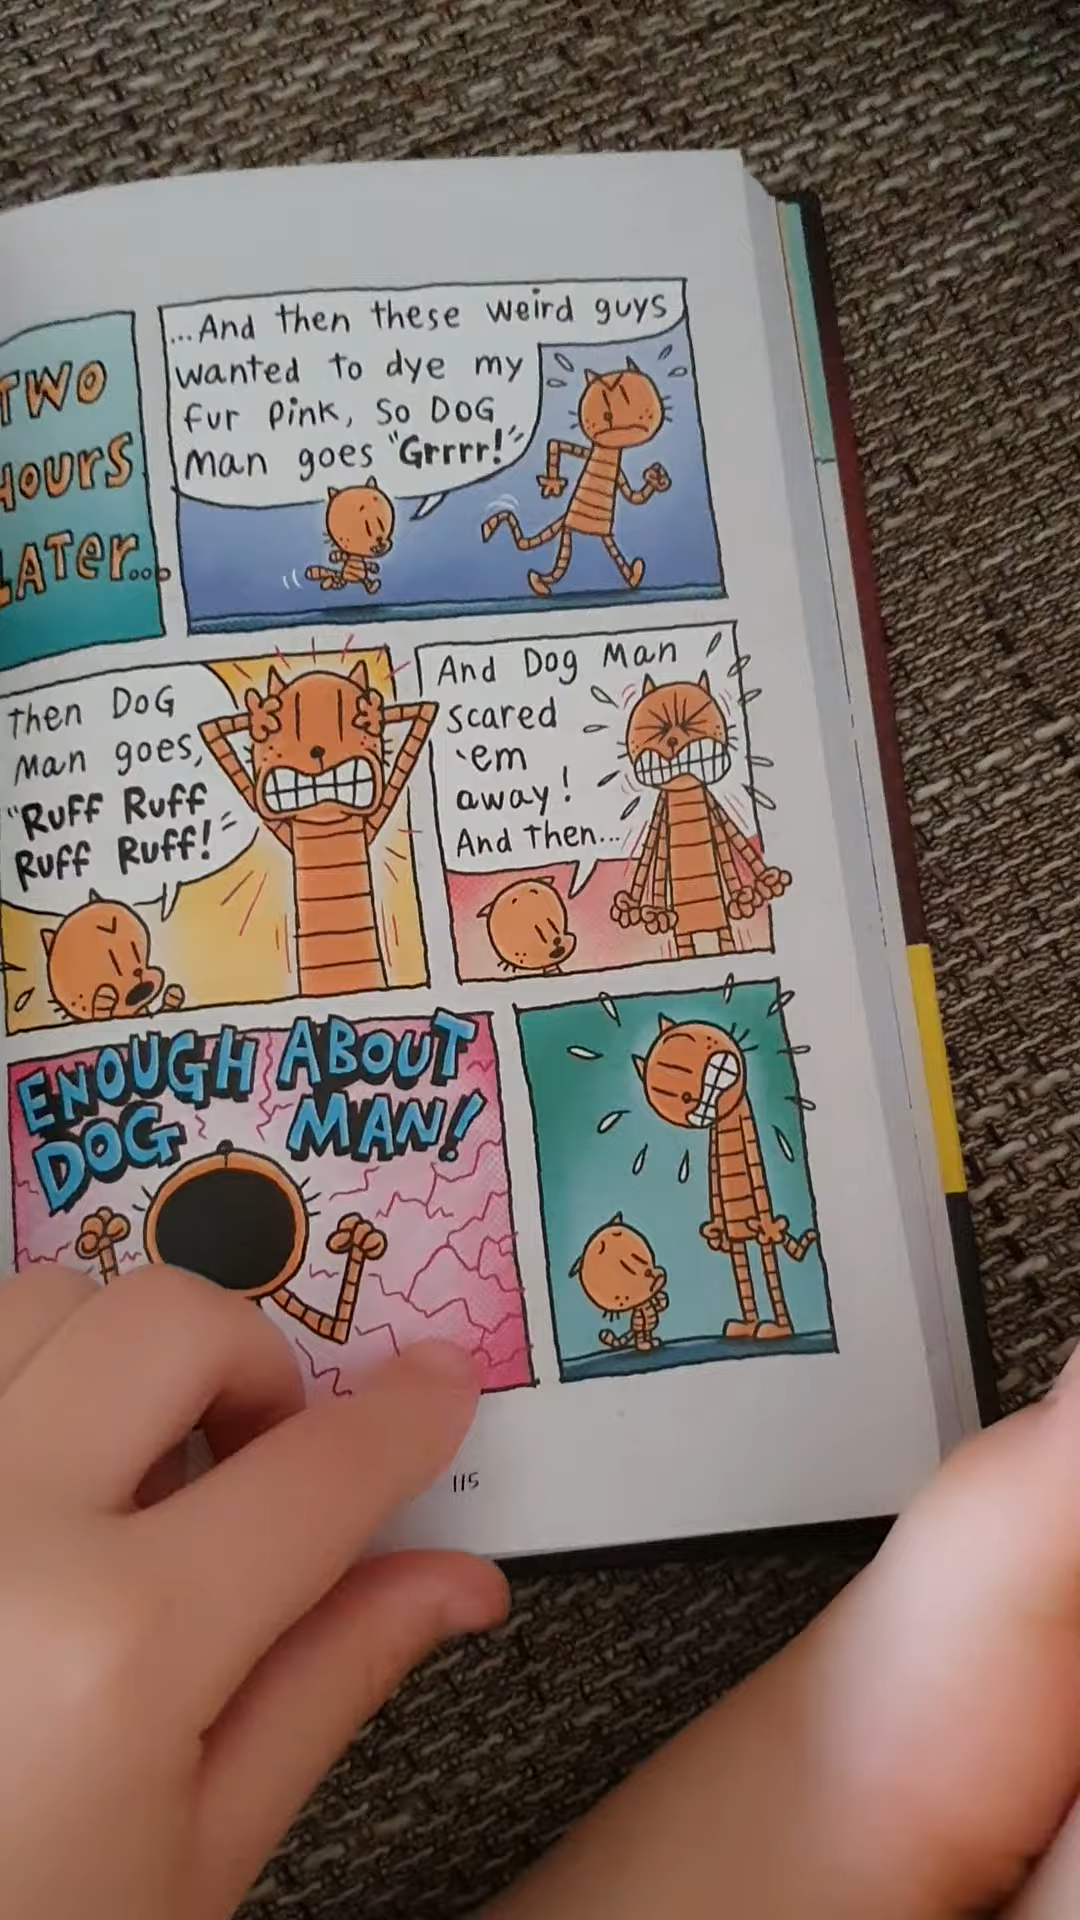 TWO
HOURS
LATER...
...And then these weird guys
wanted to dye my
fur pink, so DOG
Man goes "Grrrr!"
then DOG
Man goes,
"RUFF RUFF
RUFF RUFF!"
And Dog Man
scared
'em
away!
And then...
ENOUGH ABOUT
DOG MAN!
115